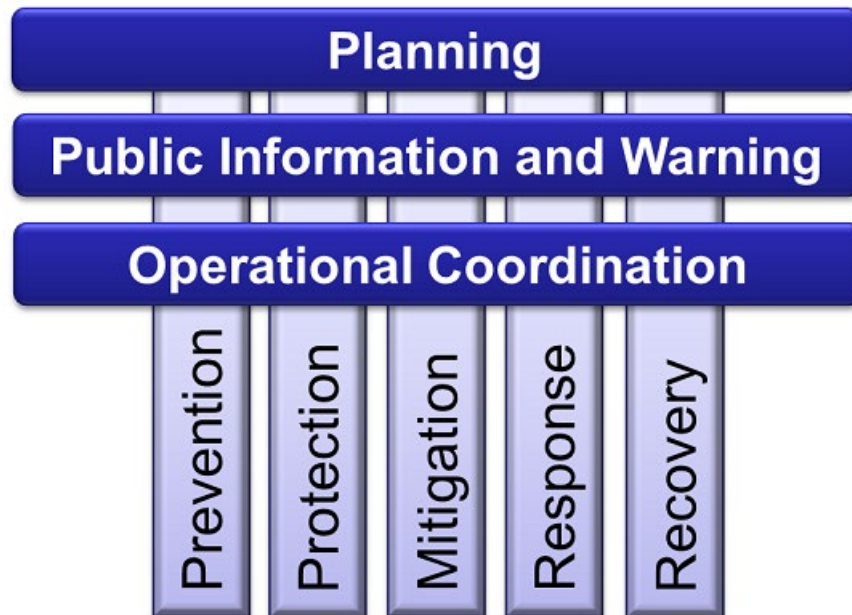 Planning
Public Information and Warning
Operational Coordination
Prevention
Protection
Mitigation
Response
Recovery